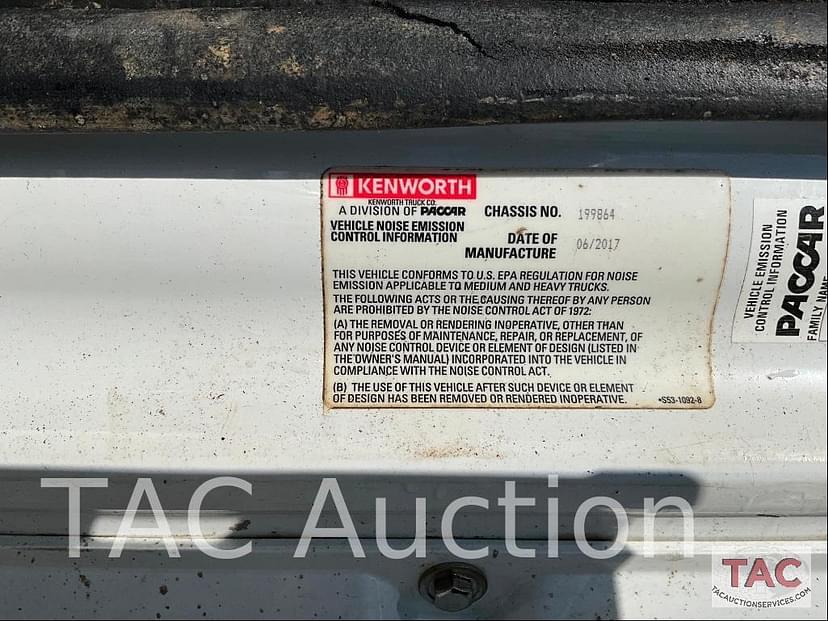 KENWORTH
KENWORTH TRUCK CO.
A DIVISION OF PACCAR
CHASSIS NO. 199864
VEHICLE NOISE EMISSION
CONTROL INFORMATION
DATE OF
MANUFACTURE 06/2017
THIS VEHICLE CONFORMS TO U.S. EPA REGULATION FOR NOISE
EMISSION APPLICABLE TO MEDIUM AND HEAVY TRUCKS.
THE FOLLOWING ACTS OR THE CAUSING THEREOF BY ANY PERSON
ARE PROHIBITED BY THE NOISE CONTROL ACT OF 1972:
(A) THE REMOVAL OR RENDERING INOPERATIVE, OTHER THAN
FOR PURPOSES OF MAINTENANCE, REPAIR, OR REPLACEMENT, OF
ANY NOISE CONTROL DEVICE OR ELEMENT OF DESIGN (LISTED IN
THE OWNER'S MANUAL) INCORPORATED INTO THE VEHICLE IN
COMPLIANCE WITH THE NOISE CONTROL ACT.
(B) THE USE OF THIS VEHICLE AFTER SUCH DEVICE OR ELEMENT
OF DESIGN HAS BEEN REMOVED OR RENDERED INOPERATIVE.
*S53-1092-8
VEHICLE EMISSION
CONTROL INFORMATION
PACCAR
FAMILY NAME
TAC Auction
TAC
TACAUCTIONSERVICES.COM